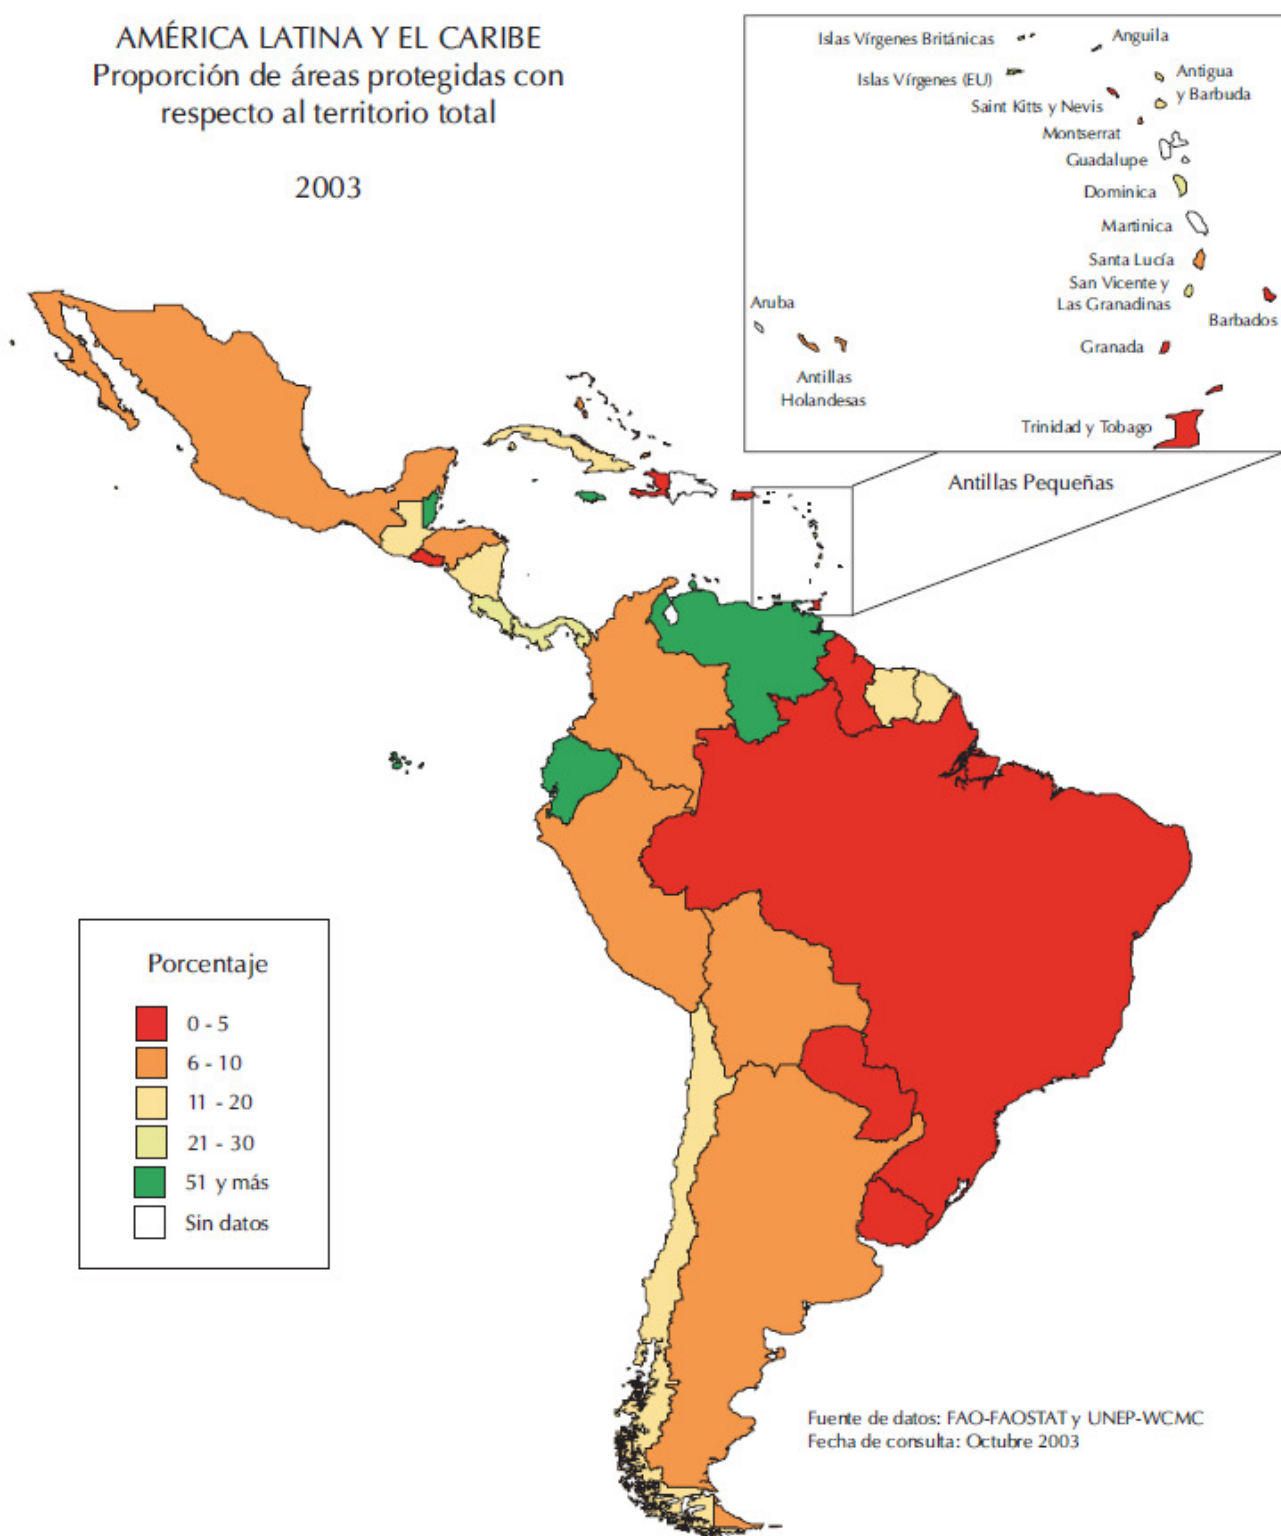 AMÉRICA LATINA Y EL CARIBE
Proporción de áreas protegidas con
respecto al territorio total
2003
Islas Vírgenes Británicas
Anguila
Islas Vírgenes (EU)
Antigua
y Barbuda
Saint Kitts y Nevis
Montserrat
Guadalupe
Dominica
Martinica
Santa Lucía
San Vicente y
Las Granadinas
Barbados
Aruba
Granada
Antillas
Holandesas
Trinidad y Tobago
Antillas Pequeñas
Porcentaje
0 - 5
6 - 10
11 - 20
21 - 30
51 y más
Sin datos
Fuente de datos: FAO-FAOSTAT y UNEP-WCMC
Fecha de consulta: Octubre 2003